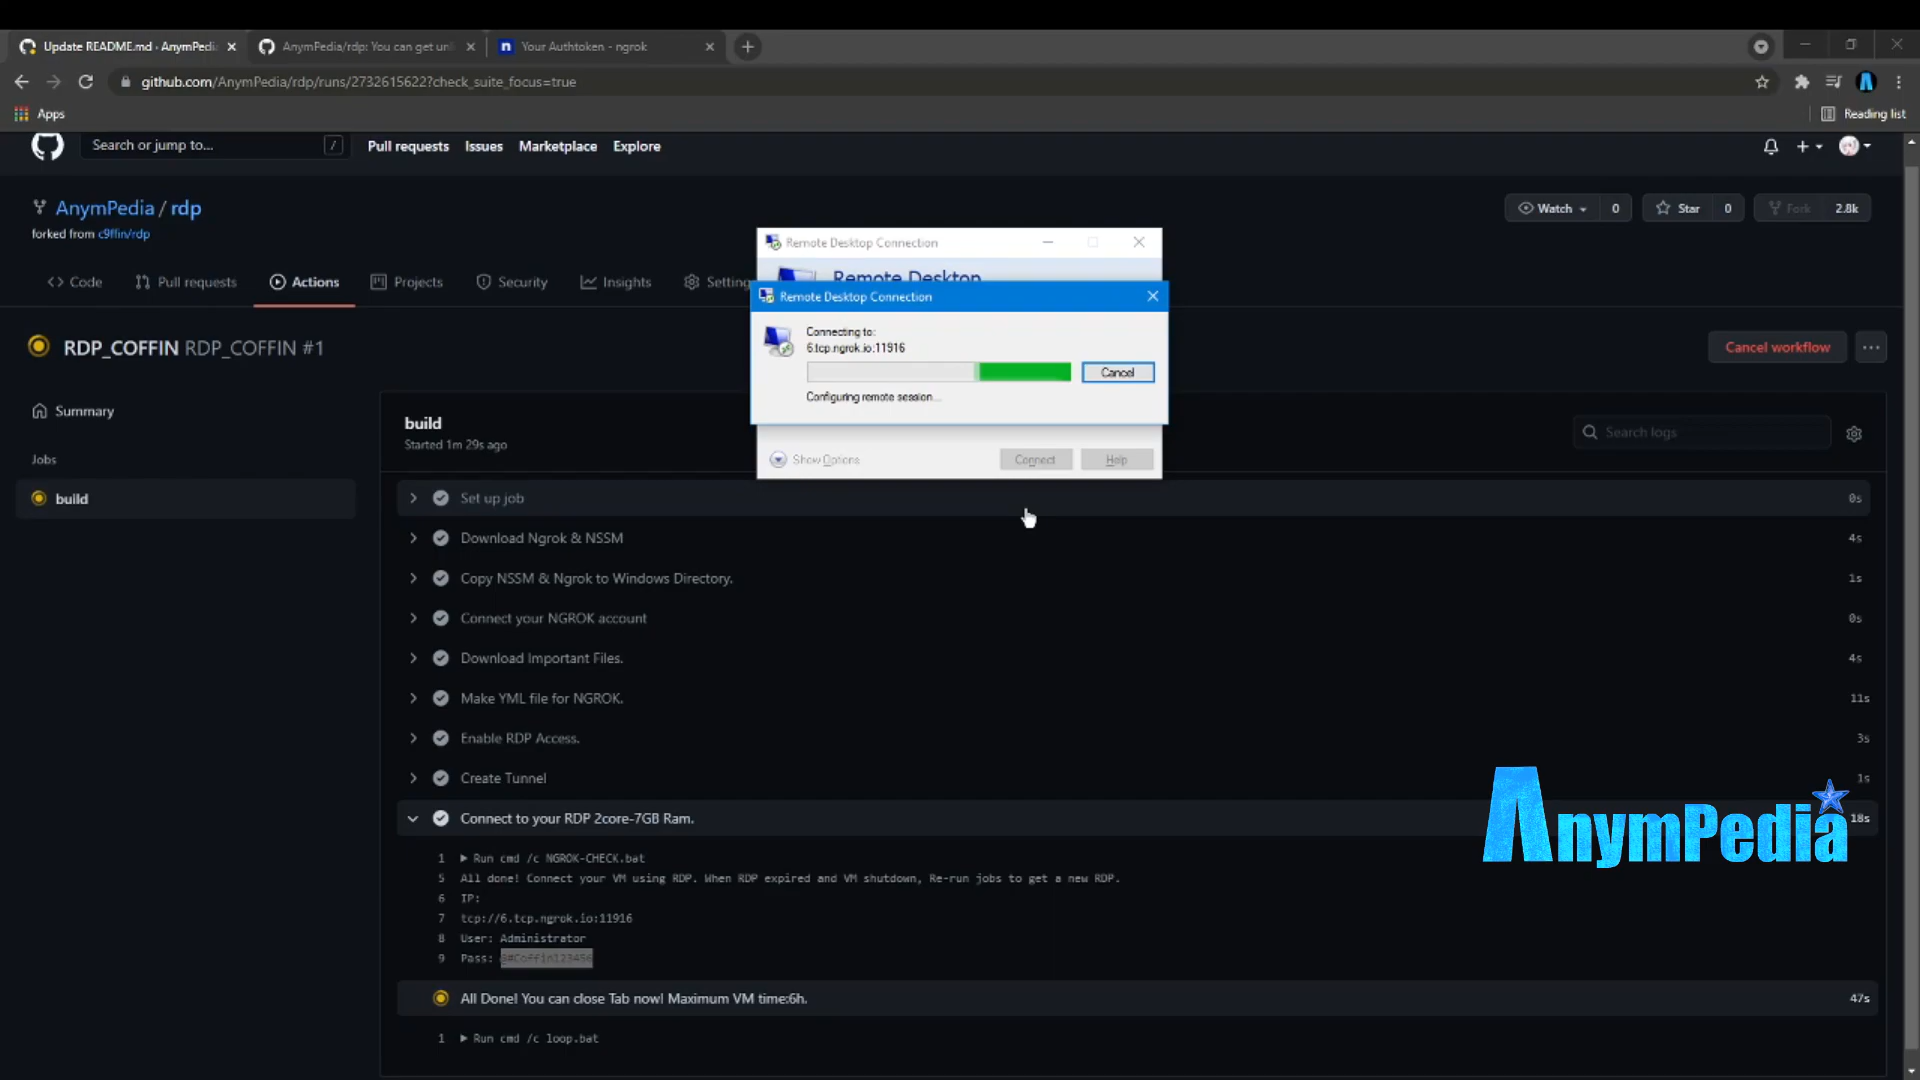 Update README.md · AnymPedia
AnymPedia/rdp: You can get unli
Your Authtoken - ngrok
github.com/AnymPedia/rdp/runs/2732615622?check_suite_focus=true
Apps
Reading list
Search or jump to...
/
Pull requests
Issues
Marketplace
Explore
AnymPedia / rdp
forked from c9ffin/rdp
Watch
0
Star
0
Fork
2.8k
Code
Pull requests
Actions
Projects
Security
Insights
Setting
RDP_COFFIN RDP_COFFIN #1
Cancel workflow
Summary
Jobs
build
build
Started 1m 29s ago
Search logs
Remote Desktop Connection
Remote Desktop
Remote Desktop Connection
Connecting to:
6.tcp.ngrok.io:11916
Cancel
Configuring remote session...
Show Options
Connect
Help
Set up job
0s
Download Ngrok & NSSM
4s
Copy NSSM & Ngrok to Windows Directory.
1s
Connect your NGROK account
0s
Download Important Files.
4s
Make YML file for NGROK.
11s
Enable RDP Access.
3s
Create Tunnel
1s
Connect to your RDP 2core-7GB Ram.
18s
1 Run cmd /c NGROK-CHECK.bat
5 All done! Connect your VM using RDP. When RDP expired and VM shutdown, Re-run jobs to get a new RDP.
6 IP:
7 tcp://6.tcp.ngrok.io:11916
8 User: Administrator
9 Pass: @#Coffin123456
All Done! You can close Tab now! Maximum VM time:6h.
47s
1 Run cmd /c loop.bat
AnymPedia